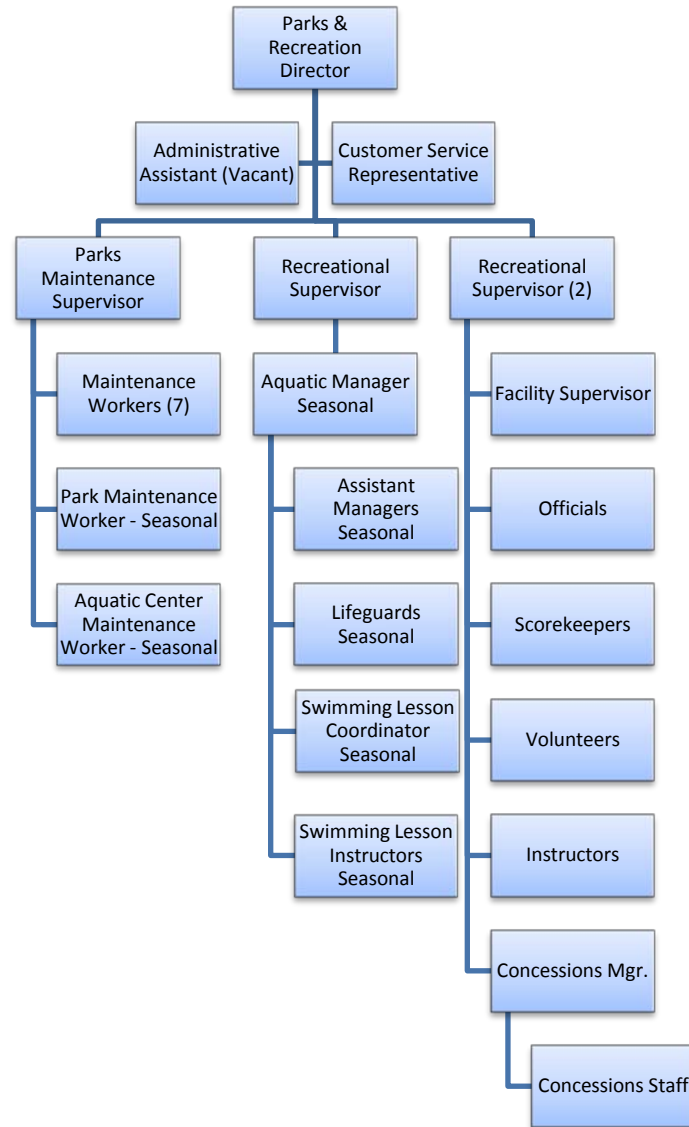 Parks &
Recreation
Director
Administrative
Assistant (Vacant)
Customer Service
Representative
Parks
Maintenance
Supervisor
Recreational
Supervisor
Recreational
Supervisor (2)
Maintenance
Workers (7)
Park Maintenance
Worker - Seasonal
Aquatic Center
Maintenance
Worker - Seasonal
Aquatic Manager
Seasonal
Assistant
Managers
Seasonal
Lifeguards
Seasonal
Swimming Lesson
Coordinator
Seasonal
Swimming Lesson
Instructors
Seasonal
Facility Supervisor
Officials
Scorekeepers
Volunteers
Instructors
Concessions Mgr.
Concessions Staff